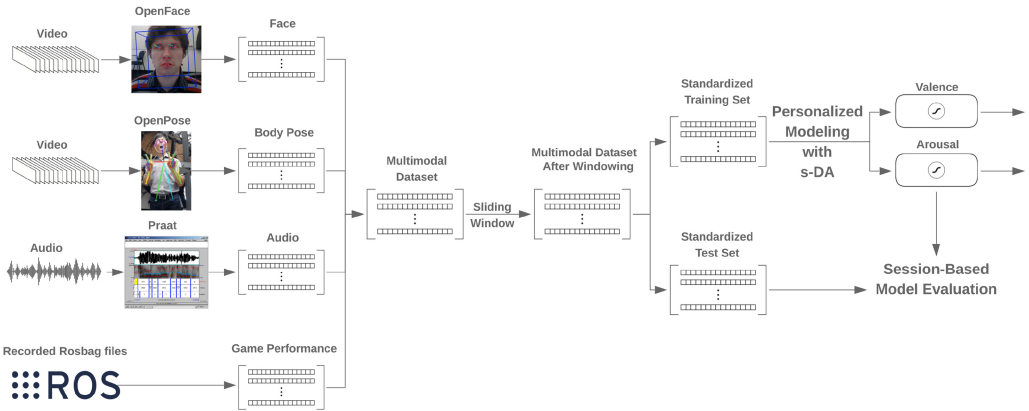 OpenFace
Video
Face
OpenPose
Video
Body Pose
Praat
Audio
Audio
Recorded Rosbag files
ROS
Game Performance
Multimodal
Dataset
Sliding
Window
Multimodal Dataset
After Windowing
Standardized
Training Set
Standardized
Test Set
Personalized
Modeling
with
s-DA
Valence
Arousal
Session-Based
Model Evaluation